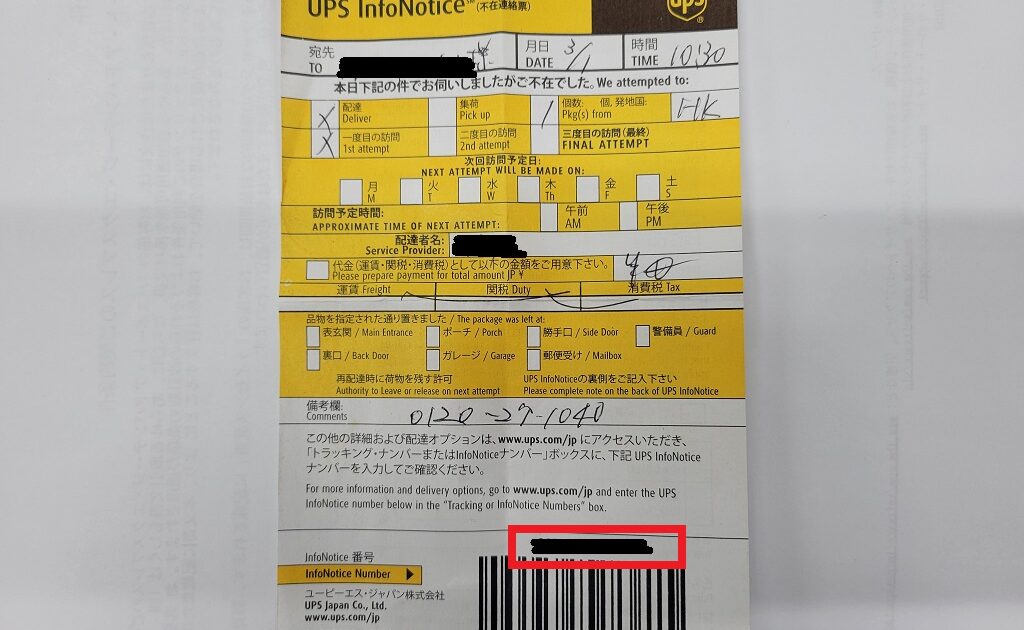 UPS InfoNotice℠ (不在連絡票)
ups®
宛先 月日 3/1 時間
TO DATE TIME 10:30
本日下記の件でお伺いしましたがご不在でした。We attempted to:
X 配達 集荷 1 個数: 個, 発地国: HK
Deliver Pick up Pkg(s) from
X 一度目の訪問 二度目の訪問 三度目の訪問(最終)
1st attempt 2nd attempt FINAL ATTEMPT
次回訪問予定日:
NEXT ATTEMPT WILL BE MADE ON:
月 火 水 木 金 土
M T W Th F S
訪問予定時間: 午前 午後
APPROXIMATE TIME OF NEXT ATTEMPT: AM PM
配達者名:
Service Provider:
代金(運賃・関税・消費税)として以下の金額をご用意下さい。
Please prepare payment for total amount JP ¥
運賃 Freight 関税 Duty 消費税 Tax
品物を指定された通り置きました / The package was left at:
表玄関 / Main Entrance ポーチ / Porch 勝手口 / Side Door 警備員 / Guard
裏口 / Back Door ガレージ / Garage 郵便受け / Mailbox
再配達時に荷物を残す許可 UPS InfoNoticeの裏側をご記入下さい
Authority to Leave or release on next attempt Please complete note on the back of UPS InfoNotice
備考欄:
Comments 0120-27-1040
この他の詳細および配達オプションは、www.ups.com/jp にアクセスいただき、
「トラッキング・ナンバーまたはInfoNoticeナンバー」ボックスに、下記 UPS InfoNotice
ナンバーを入力してご確認ください。
For more information and delivery options, go to www.ups.com/jp and enter the UPS
InfoNotice number below in the "Tracking or InfoNotice Numbers" box.
InfoNotice 番号
InfoNotice Number
ユーピーエス・ジャパン株式会社
UPS Japan Co., Ltd.
www.ups.com/jp